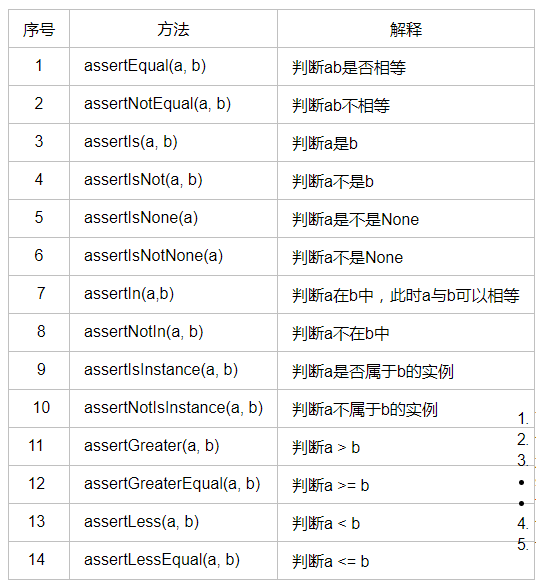 序号 方法 解释
1 assertEqual(a, b) 判断ab是否相等
2 assertNotEqual(a, b) 判断ab不相等
3 assertIs(a, b) 判断a是b
4 assertIsNot(a, b) 判断a不是b
5 assertIsNone(a) 判断a是不是None
6 assertIsNotNone(a) 判断a不是None
7 assertIn(a,b) 判断a在b中，此时a与b可以相等
8 assertNotIn(a, b) 判断a不在b中
9 assertIsInstance(a, b) 判断a是否属于b的实例
10 assertNotIsInstance(a, b) 判断a不属于b的实例
11 assertGreater(a, b) 判断a > b
12 assertGreaterEqual(a, b) 判断a >= b
13 assertLess(a, b) 判断a < b
14 assertLessEqual(a, b) 判断a <= b
1.
2.
3.
•
•
4.
5.